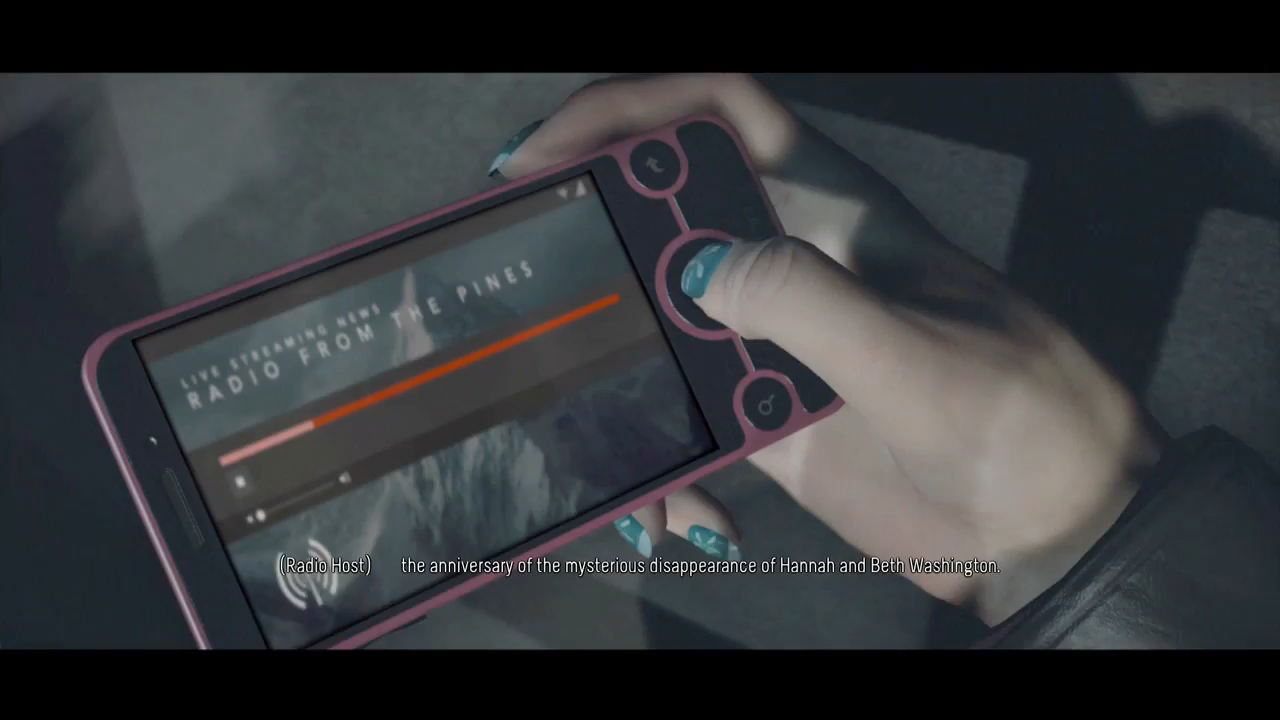 LIVE STREAMING NEWS
RADIO FROM THE PINES
(Radio Host) the anniversary of the mysterious disappearance of Hannah and Beth Washington.